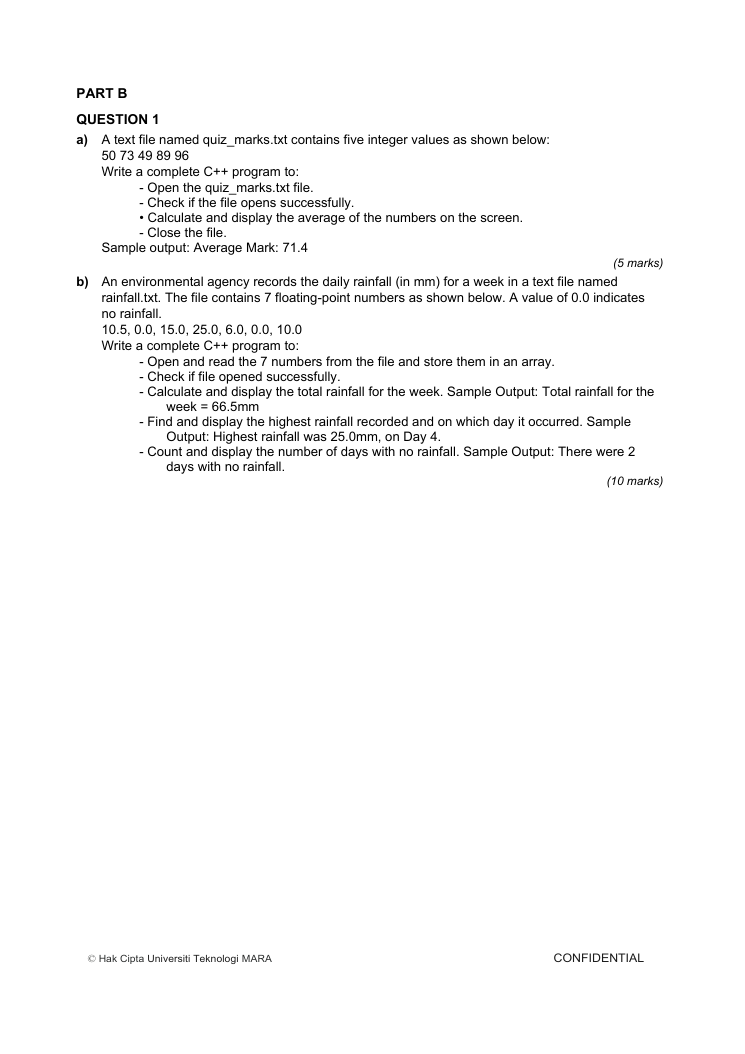 PART B
QUESTION 1
a) A text file named quiz_marks.txt contains five integer values as shown below:
50 73 49 89 96
Write a complete C++ program to:
- Open the quiz_marks.txt file.
- Check if the file opens successfully.
• Calculate and display the average of the numbers on the screen.
- Close the file.
Sample output: Average Mark: 71.4
(5 marks)
b) An environmental agency records the daily rainfall (in mm) for a week in a text file named
rainfall.txt. The file contains 7 floating-point numbers as shown below. A value of 0.0 indicates
no rainfall.
10.5, 0.0, 15.0, 25.0, 6.0, 0.0, 10.0
Write a complete C++ program to:
- Open and read the 7 numbers from the file and store them in an array.
- Check if file opened successfully.
- Calculate and display the total rainfall for the week. Sample Output: Total rainfall for the
week = 66.5mm
- Find and display the highest rainfall recorded and on which day it occurred. Sample
Output: Highest rainfall was 25.0mm, on Day 4.
- Count and display the number of days with no rainfall. Sample Output: There were 2
days with no rainfall.
(10 marks)
© Hak Cipta Universiti Teknologi MARA CONFIDENTIAL